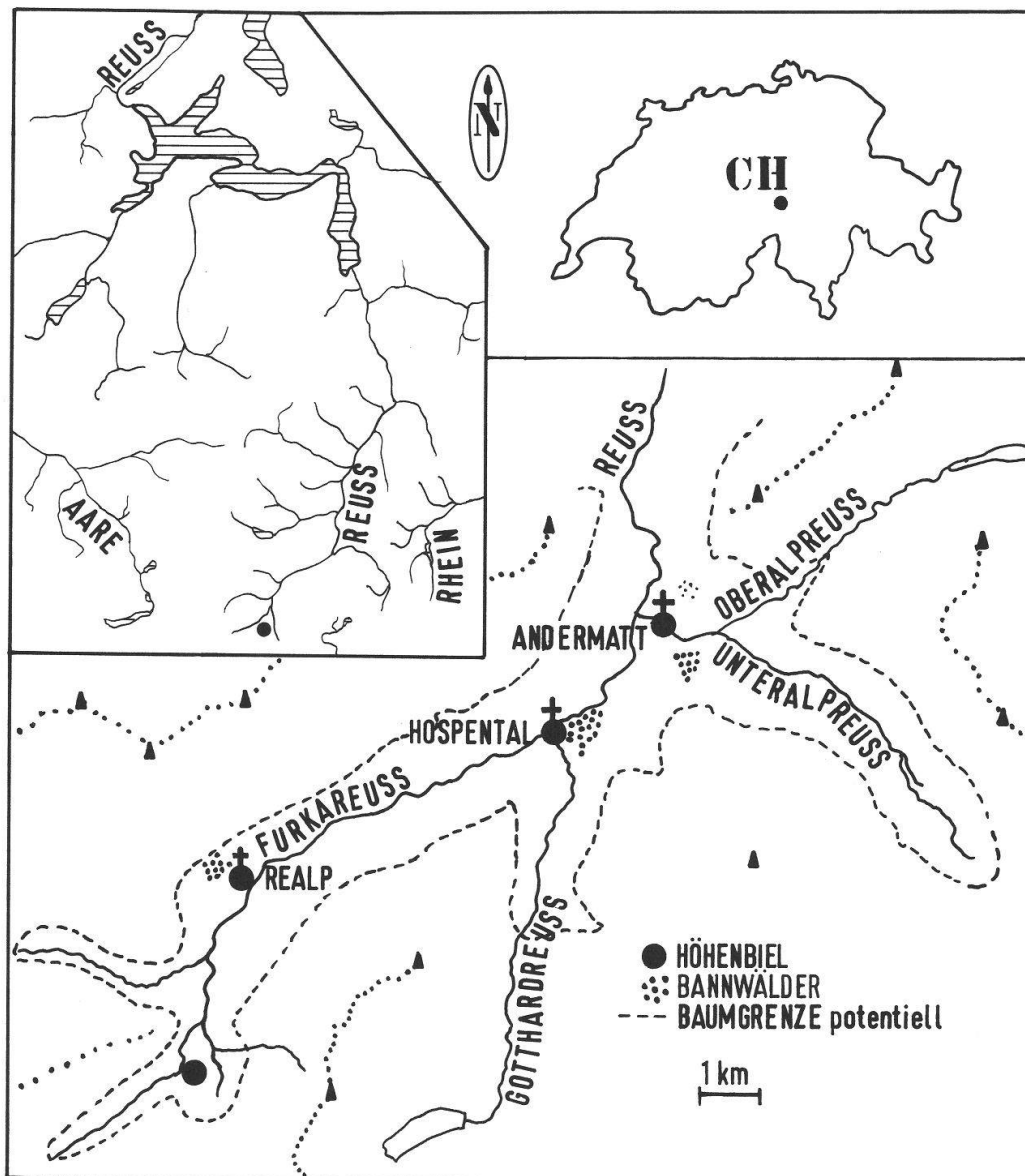 REUSS
N
CH
AARE
REUSS
RHEIN
REUSS
OBERALPREUSS
ANDERMATT
UNTERALPREUSS
HOSPENTAL
FURKAREUSS
REALP
GOTTHARDREUSS
HÖHENBIEL
BANNWÄLDER
BAUMGRENZE potentiell
1 km